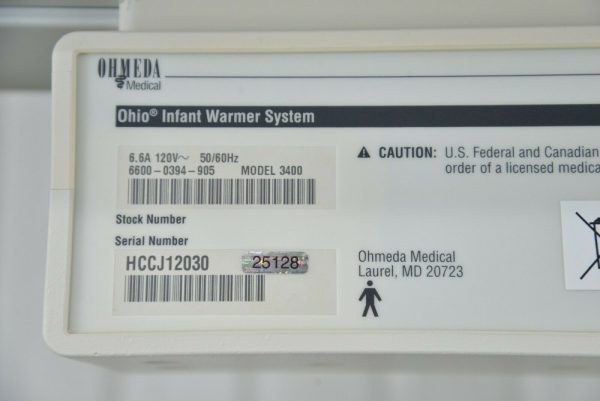 OHMEDA
Medical
Ohio® Infant Warmer System
6.6A 120V~ 50/60Hz
6600-0394-905 MODEL 3400
Stock Number
Serial Number
HCCJ12030 25128
CAUTION: U.S. Federal and Canadian
order of a licensed medica
Ohmeda Medical
Laurel, MD 20723